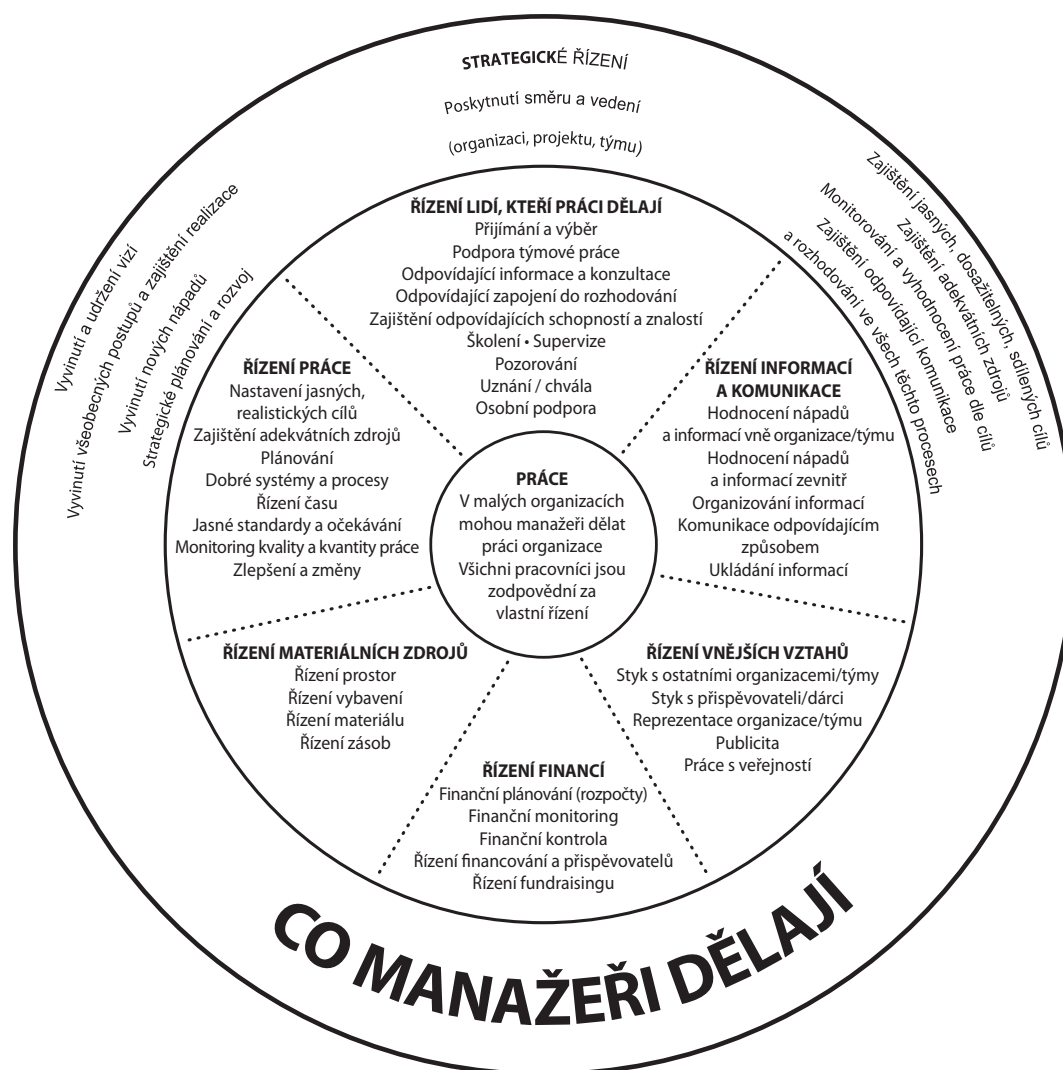 STRATEGICKÉ ŘÍZENÍ
Poskytnutí směru a vedení
(organizaci, projektu, týmu)
Vyvinutí a udržení vizí
Vyvinutí všeobecných postupů a zajištění realizace
Vyvinutí nových nápadů
Strategické plánování a rozvoj
Zajištění jasných, dosažitelných, sdílených cílů
Zajištění adekvátních zdrojů
Monitorování a vyhodnocení práce dle cílů
Zajištění odpovídající komunikace
a rozhodování ve všech těchto procesech
ŘÍZENÍ LIDÍ, KTEŘÍ PRÁCI DĚLAJÍ
Přijímání a výběr
Podpora týmové práce
Odpovídající informace a konzultace
Odpovídající zapojení do rozhodování
Zajištění odpovídajících schopností a znalostí
Školení • Supervize
Pozorování
Uznání / chvála
Osobní podpora
ŘÍZENÍ PRÁCE
Nastavení jasných,
realistických cílů
Zajištění adekvátních zdrojů
Plánování
Dobré systémy a procesy
Řízení času
Jasné standardy a očekávání
Monitoring kvality a kvantity práce
Zlepšení a změny
ŘÍZENÍ INFORMACÍ
A KOMUNIKACE
Hodnocení nápadů
a informací vně organizace/týmu
Hodnocení nápadů
a informací zevnitř
Organizování informací
Komunikace odpovídajícím
způsobem
Ukládání informací
PRÁCE
V malých organizacích
mohou manažeři dělat
práci organizace
Všichni pracovníci jsou
zodpovědní za
vlastní řízení
ŘÍZENÍ MATERIÁLNÍCH ZDROJŮ
Řízení prostor
Řízení vybavení
Řízení materiálu
Řízení zásob
ŘÍZENÍ VNĚJŠÍCH VZTAHŮ
Styk s ostatními organizacemi/týmy
Styk s přispěvovateli/dárci
Reprezentace organizace/týmu
Publicita
Práce s veřejností
ŘÍZENÍ FINANCÍ
Finanční plánování (rozpočty)
Finanční monitoring
Finanční kontrola
Řízení financování a přispěvovatelů
Řízení fundraisingu
CO MANAŽEŘI DĚLAJÍ